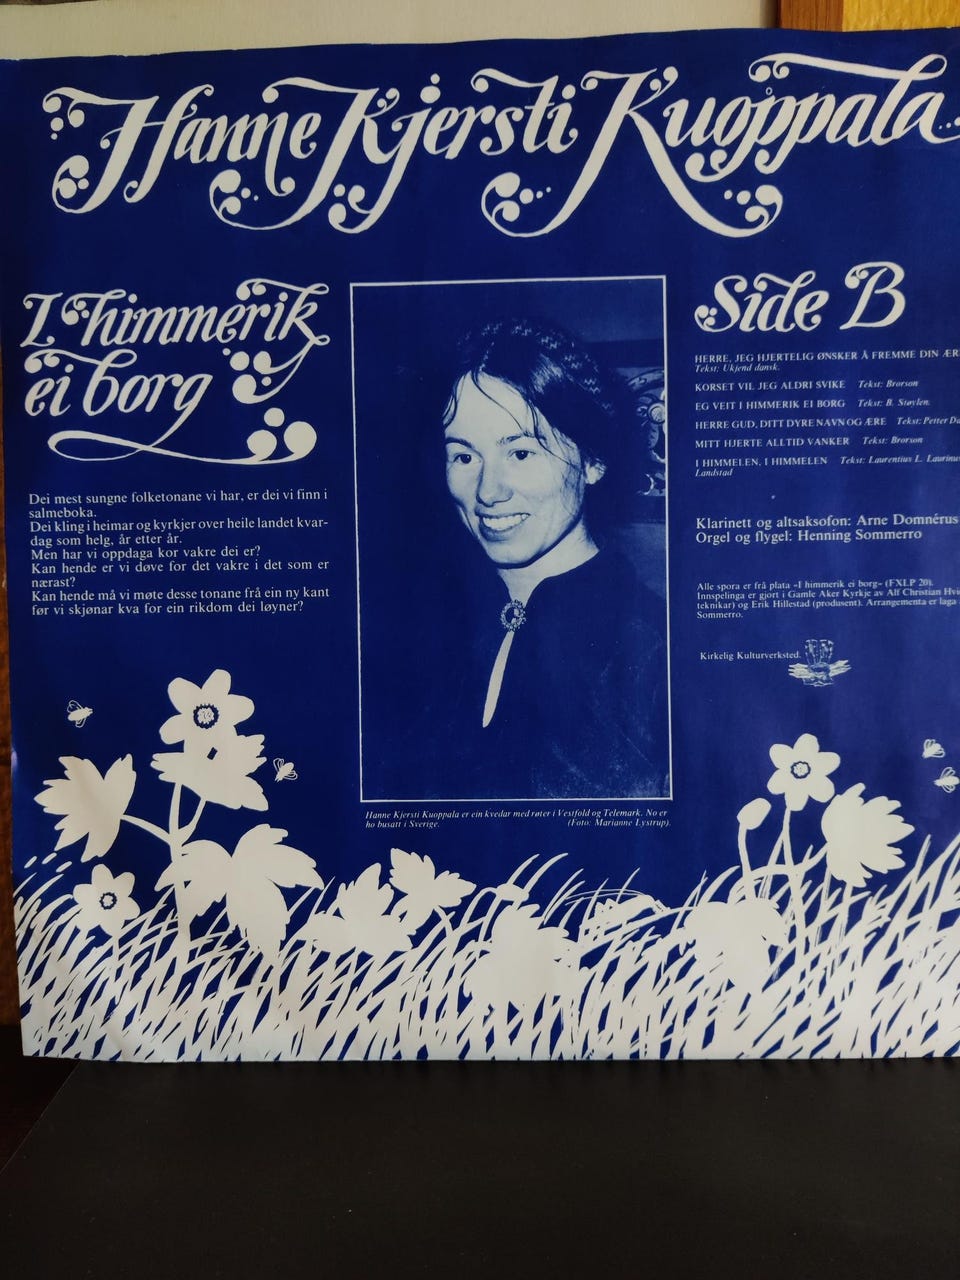 Hanne Kjersti Kuoppala
I himmerik
ei borg
Dei mest sungne folketonane vi har, er dei vi finn i
salmeboka.
Dei kling i heimar og kyrkjer over heile landet kvar-
dag som helg, år etter år.
Men har vi oppdaga kor vakre dei er?
Kan hende er vi døve for det vakre i det som er
nærast?
Kan hende må vi møte desse tonane frå ein ny kant
før vi skjønar kva for ein rikdom dei løyner?
Hanne Kjersti Kuoppala er ein kvedar med røter i Vestfold og Telemark. No er
ho busatt i Sverige. (Foto: Marianne Lystrup).
Side B
HERRE, JEG HJERTELIG ØNSKER Å FREMME DIN
Tekst: Ukjend dansk.
KORSET VIL JEG ALDRI SVIKE Tekst: Brorson
EG VEIT I HIMMERIK EI BORG Tekst: B. Støylen.
HERRE GUD, DITT DYRE NAVN OG ÆRE Tekst: Petter
MITT HJERTE ALLTID VANKER Tekst: Brorson
I HIMMELEN, I HIMMELEN Tekst: Laurentius L.
Landstad
Klarinett og altsaksofon: Arne Domnérus
Orgel og flygel: Henning Sommerro
Alle spora er frå plata «I himmerik ei borg» (FXLP 20).
Innspelinga er gjort i Gamle Aker Kyrkje av Alf Christian
teknikar) og Erik Hillestad (produsent). Arrangementa er laga
Sommerro.
Kirkelig Kulturverksted.